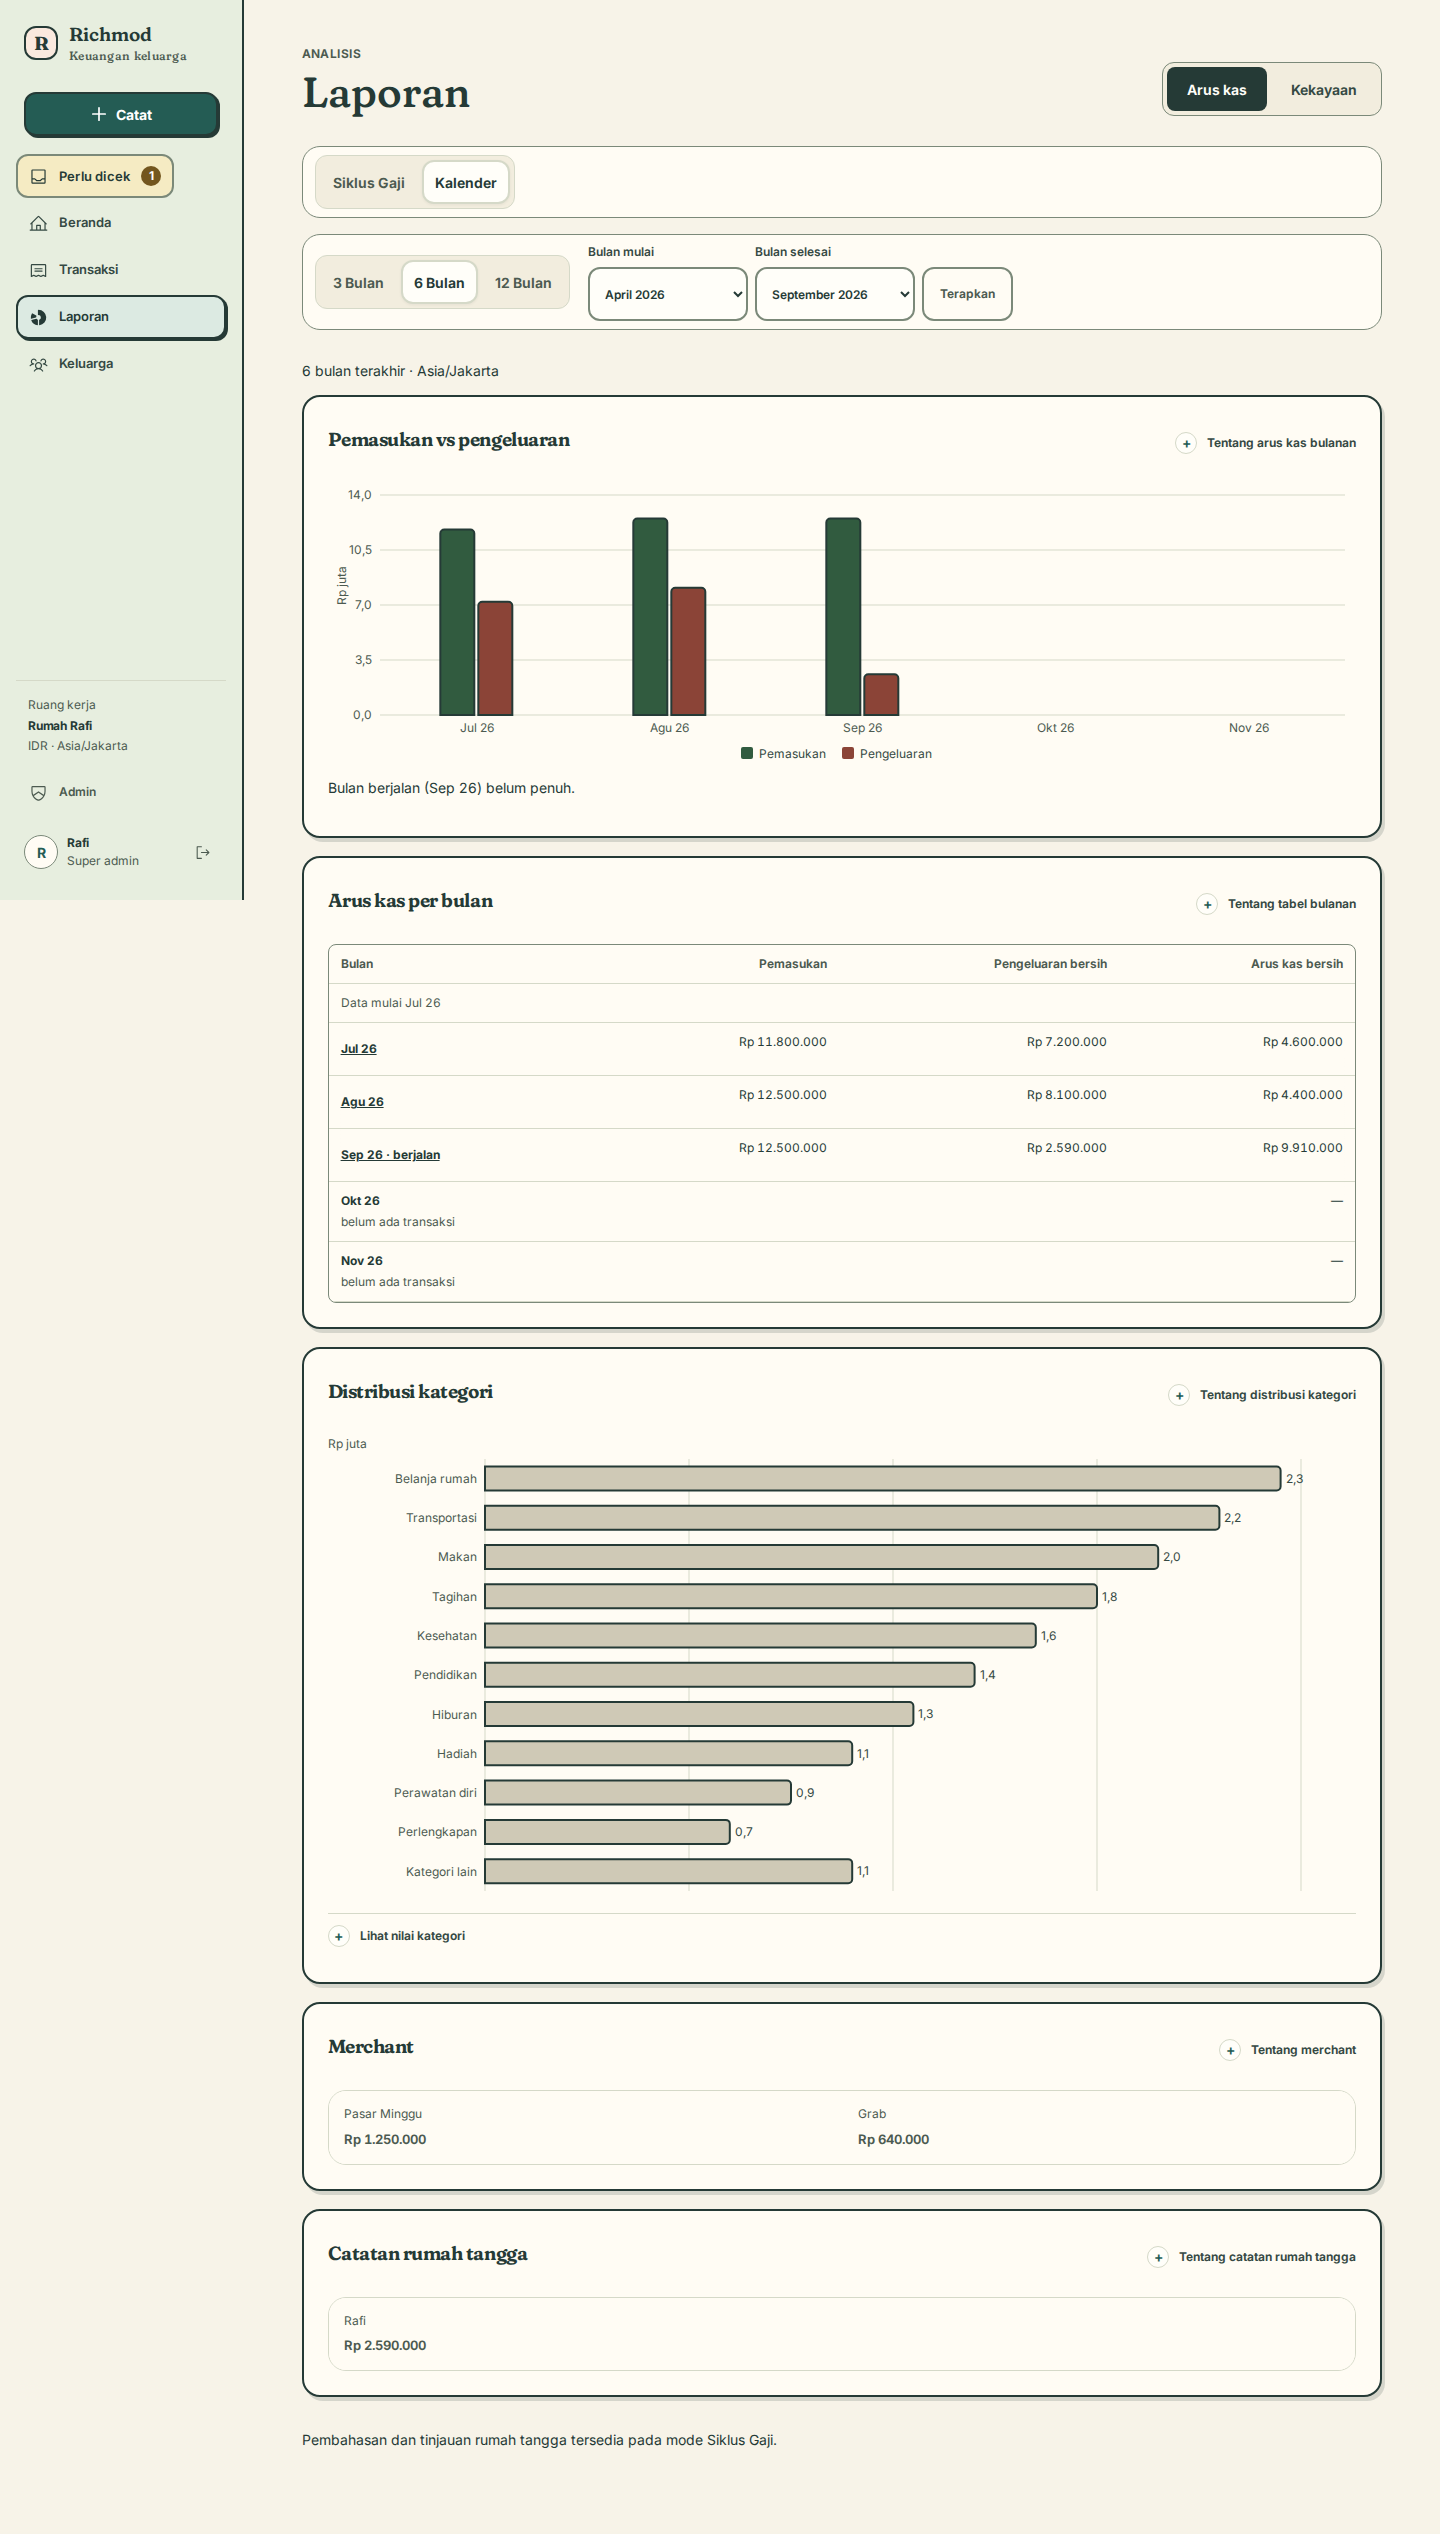 R
Richmod
Keuangan keluarga
Catat
Perlu dicek 1
Beranda
Transaksi
Laporan
Keluarga
Ruang kerja
Rumah Rafi
IDR · Asia/Jakarta
Admin
R
Rafi
Super admin
ANALISIS
Laporan
Arus kas Kekayaan
Siklus Gaji Kalender
3 Bulan 6 Bulan 12 Bulan
Bulan mulai Bulan selesai
April 2026 September 2026 Terapkan
6 bulan terakhir · Asia/Jakarta
Pemasukan vs pengeluaran
+ Tentang arus kas bulanan
Rp juta
14,0
10,5
7,0
3,5
0,0
Jul 26 Agu 26 Sep 26 Okt 26 Nov 26
Pemasukan Pengeluaran
Bulan berjalan (Sep 26) belum penuh.
Arus kas per bulan
+ Tentang tabel bulanan
Bulan Pemasukan Pengeluaran bersih Arus kas bersih
Data mulai Jul 26
Jul 26 Rp 11.800.000 Rp 7.200.000 Rp 4.600.000
Agu 26 Rp 12.500.000 Rp 8.100.000 Rp 4.400.000
Sep 26 · berjalan Rp 12.500.000 Rp 2.590.000 Rp 9.910.000
Okt 26 —
belum ada transaksi
Nov 26 —
belum ada transaksi
Distribusi kategori
+ Tentang distribusi kategori
Rp juta
Belanja rumah 2,3
Transportasi 2,2
Makan 2,0
Tagihan 1,8
Kesehatan 1,6
Pendidikan 1,4
Hiburan 1,3
Hadiah 1,1
Perawatan diri 0,9
Perlengkapan 0,7
Kategori lain 1,1
+ Lihat nilai kategori
Merchant
+ Tentang merchant
Pasar Minggu Grab
Rp 1.250.000 Rp 640.000
Catatan rumah tangga
+ Tentang catatan rumah tangga
Rafi
Rp 2.590.000
Pembahasan dan tinjauan rumah tangga tersedia pada mode Siklus Gaji.